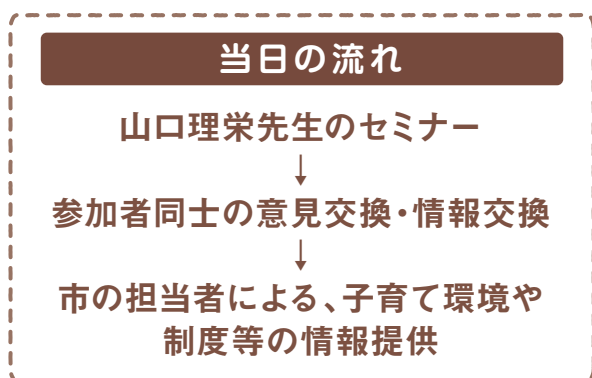 当日の流れ
山口理栄先生のセミナー
↓
参加者同士の意見交換・情報交換
↓
市の担当者による、子育て環境や
制度等の情報提供